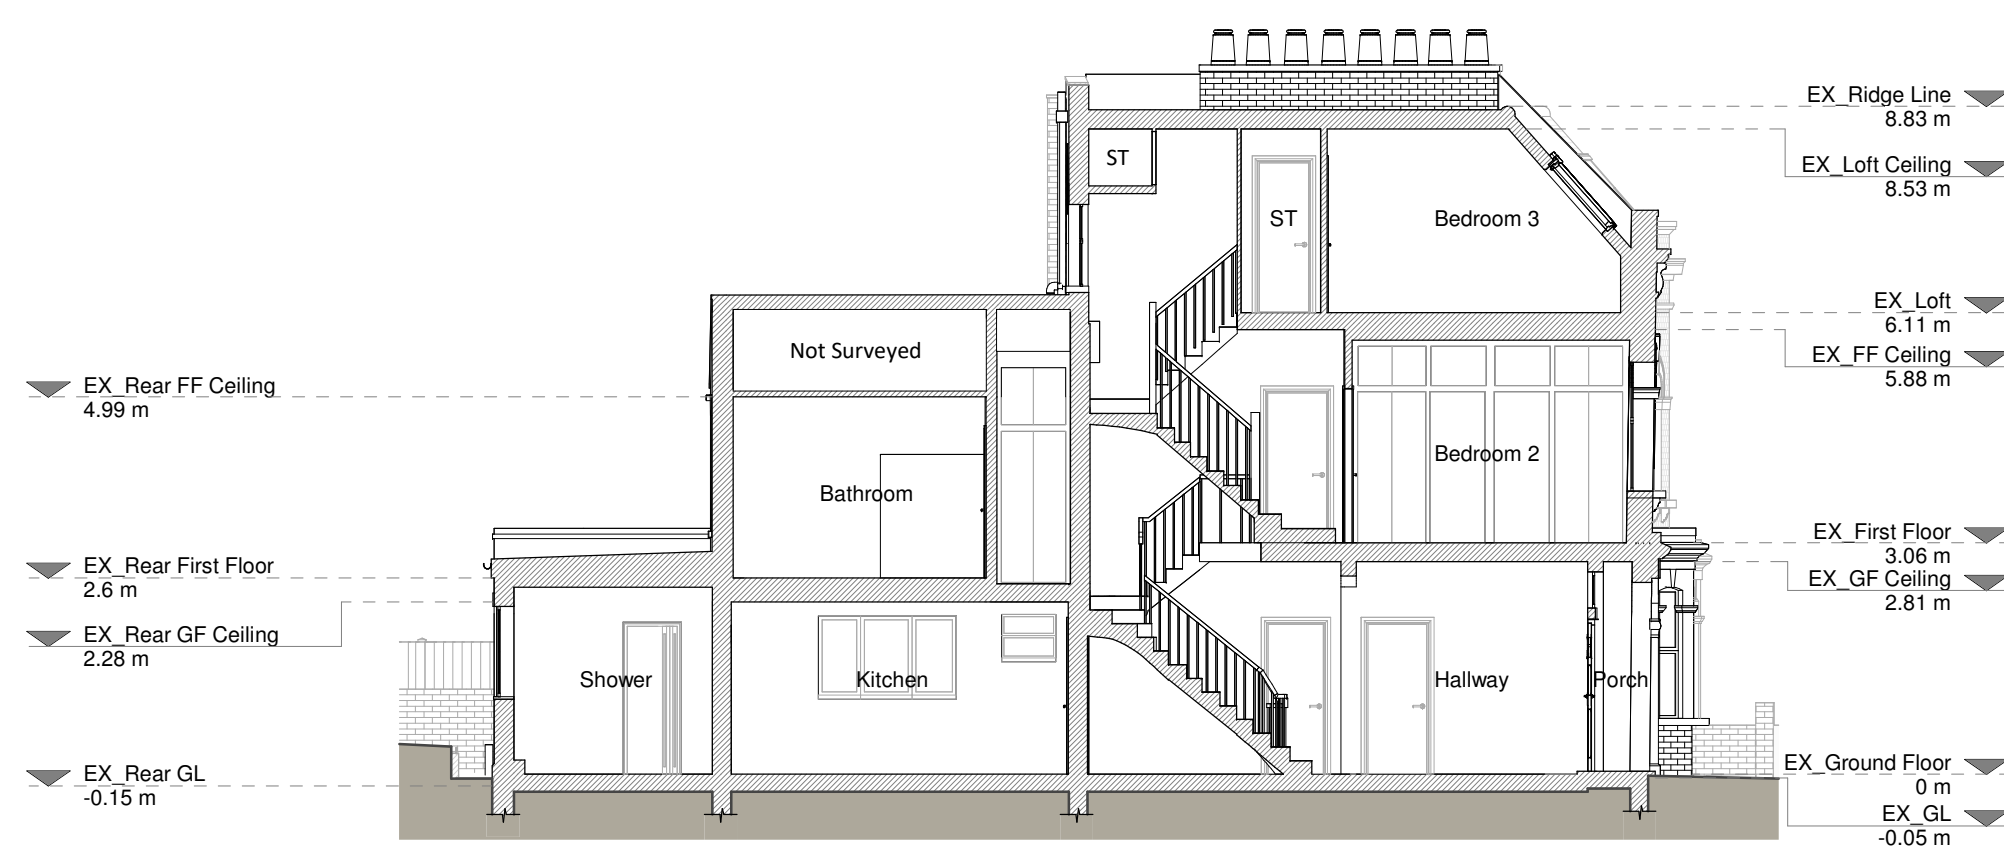 EX_Ridge Line
8.83 m
ST
EX_Loft Ceiling
8.53 m
ST
Bedroom 3
EX_Loft
6.11 m
Not Surveyed
EX_FF Ceiling
5.88 m
EX_Rear FF Ceiling
4.99 m
Bedroom 2
Bathroom
EX_First Floor
3.06 m
EX_Rear First Floor
2.6 m
EX_GF Ceiling
2.81 m
EX_Rear GF Ceiling
2.28 m
Shower
Kitchen
Hallway
Porch
EX_Ground Floor
0 m
EX_Rear GL
-0.15 m
EX_GL
-0.05 m